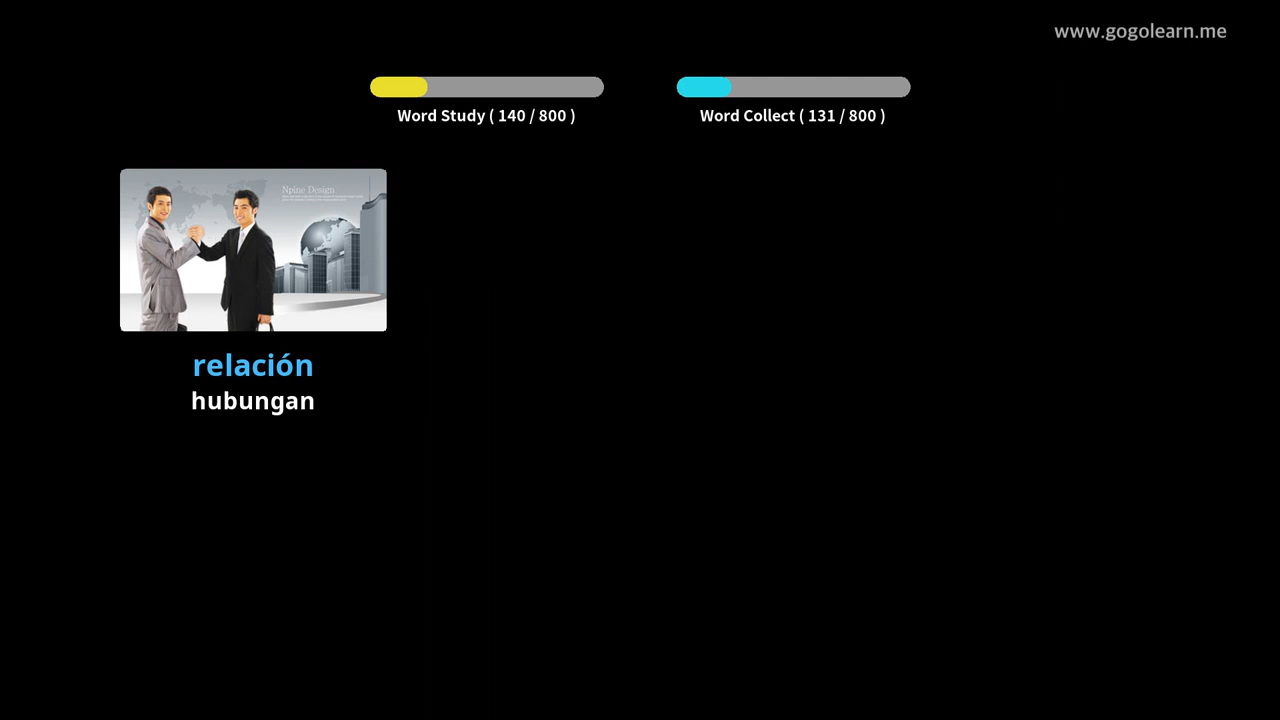 www.gogolearn.me
Word Study ( 140 / 800 )
Word Collect ( 131 / 800 )
Npine Design
relación
hubungan